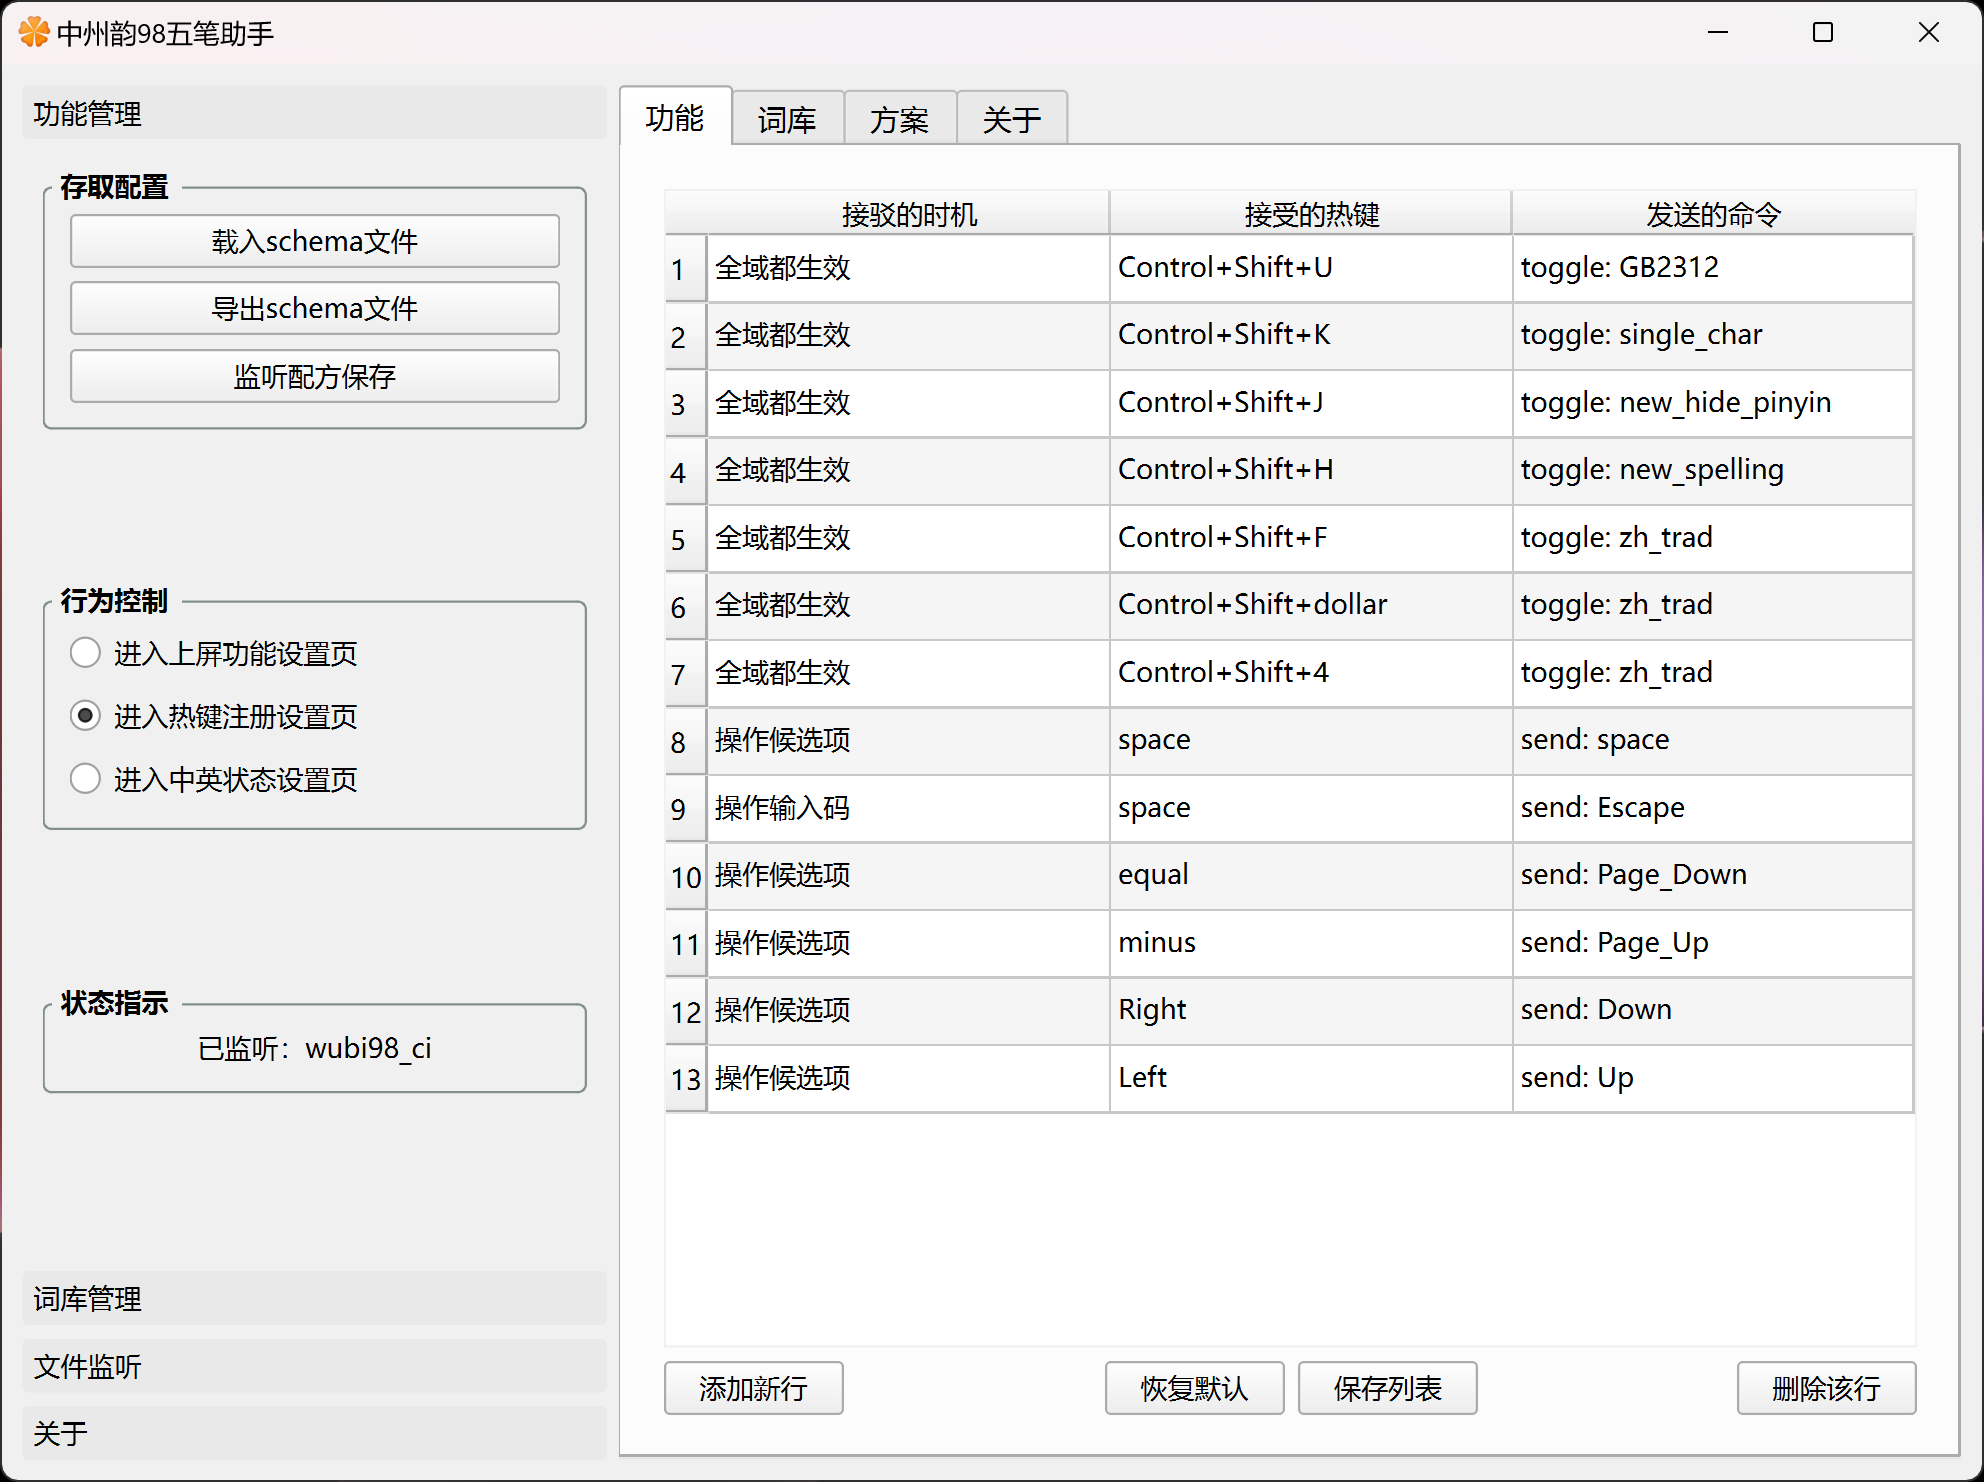 中州韵98五笔助手
功能管理
存取配置
载入schema文件
导出schema文件
监听配方保存
行为控制
进入上屏功能设置页
进入热键注册设置页
进入中英状态设置页
状态指示
已监听：wubi98_ci
词库管理
文件监听
关于
功能 词库 方案 关于
接驳的时机 接受的热键 发送的命令
1 全域都生效 Control+Shift+U toggle: GB2312
2 全域都生效 Control+Shift+K toggle: single_char
3 全域都生效 Control+Shift+J toggle: new_hide_pinyin
4 全域都生效 Control+Shift+H toggle: new_spelling
5 全域都生效 Control+Shift+F toggle: zh_trad
6 全域都生效 Control+Shift+dollar toggle: zh_trad
7 全域都生效 Control+Shift+4 toggle: zh_trad
8 操作候选项 space send: space
9 操作输入码 space send: Escape
10 操作候选项 equal send: Page_Down
11 操作候选项 minus send: Page_Up
12 操作候选项 Right send: Down
13 操作候选项 Left send: Up
添加新行 恢复默认 保存列表 删除该行